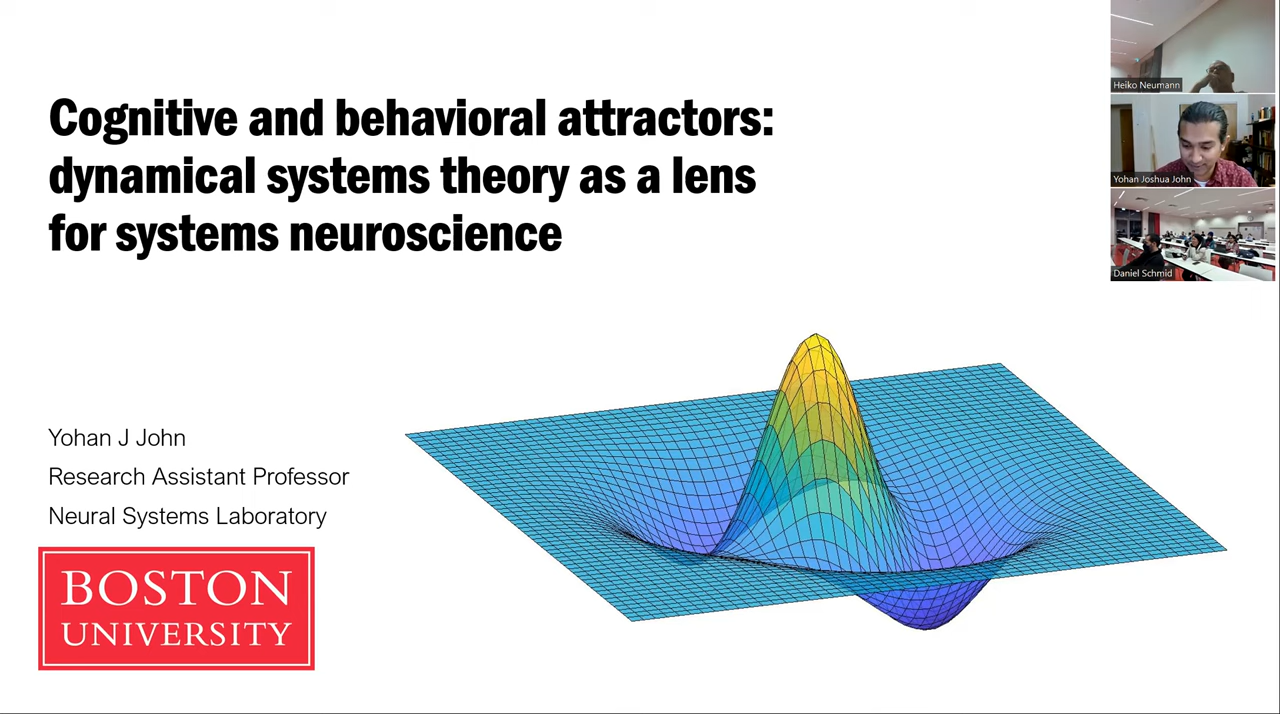 Cognitive and behavioral attractors:
dynamical systems theory as a lens
for systems neuroscience
Yohan J John
Research Assistant Professor
Neural Systems Laboratory
BOSTON
UNIVERSITY
Heiko Neumann
Yohan Joshua John
Daniel Schmid